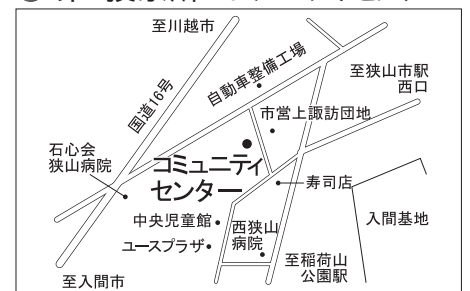 至川越市
国道16号
自動車整備工場
至狭山市駅
西口
市営上諏訪団地
石心会
狭山病院
コミュニティ
センター
寿司店
中央児童館
西狭山
病院
入間基地
ユースプラザ
至稲荷山
公園駅
至入間市